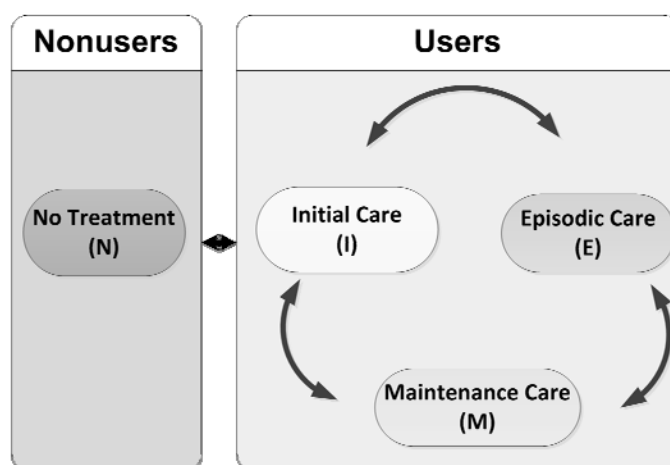 Nonusers
Users
No Treatment
(N)
Initial Care
(I)
Episodic Care
(E)
Maintenance Care
(M)